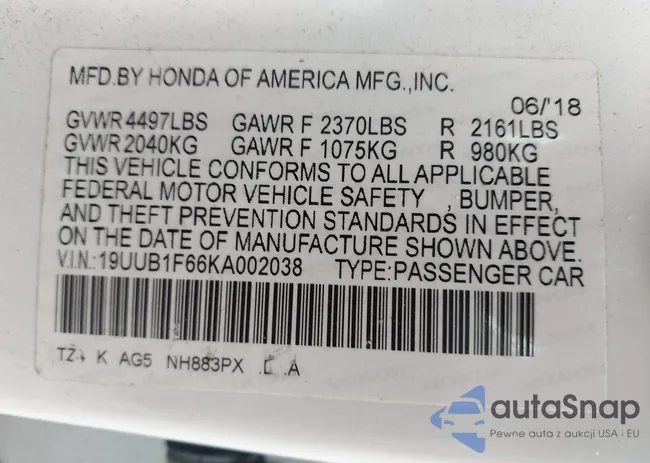 MFD.BY HONDA OF AMERICA MFG.,INC.
06/'18
GVWR 4497LBS GAWR F 2370LBS R 2161LBS
GVWR 2040KG GAWR F 1075KG R 980KG
THIS VEHICLE CONFORMS TO ALL APPLICABLE
FEDERAL MOTOR VEHICLE SAFETY , BUMPER,
AND THEFT PREVENTION STANDARDS IN EFFECT
ON THE DATE OF MANUFACTURE SHOWN ABOVE.
V.I.N.:19UUB1F66KA002038 TYPE:PASSENGER CAR
K AG5 NH883PX A
autaSnap
Pewne auta z aukcji USA i EU